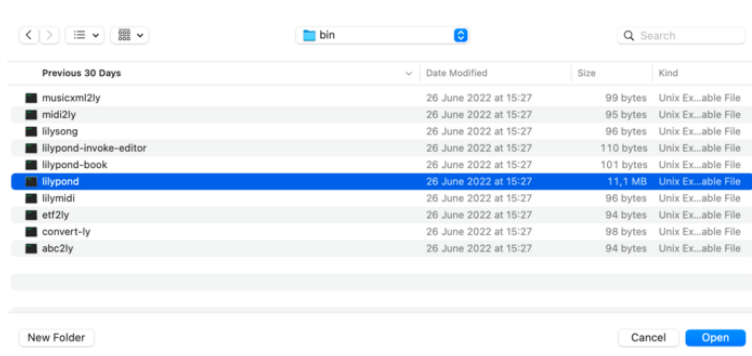 bin
Search
Previous 30 Days Date Modified Size Kind
musicxml2ly 26 June 2022 at 15:27 99 bytes Unix Ex...able File
midi2ly 26 June 2022 at 15:27 95 bytes Unix Ex...able File
lilysong 26 June 2022 at 15:27 96 bytes Unix Ex...able File
lilypond-invoke-editor 26 June 2022 at 15:27 110 bytes Unix Ex...able File
lilypond-book 26 June 2022 at 15:27 101 bytes Unix Ex...able File
lilypond 26 June 2022 at 15:27 11,1 MB Unix Ex...able File
lilymidi 26 June 2022 at 15:27 96 bytes Unix Ex...able File
etf2ly 26 June 2022 at 15:27 94 bytes Unix Ex...able File
convert-ly 26 June 2022 at 15:27 98 bytes Unix Ex...able File
abc2ly 26 June 2022 at 15:27 94 bytes Unix Ex...able File
New Folder Cancel Open